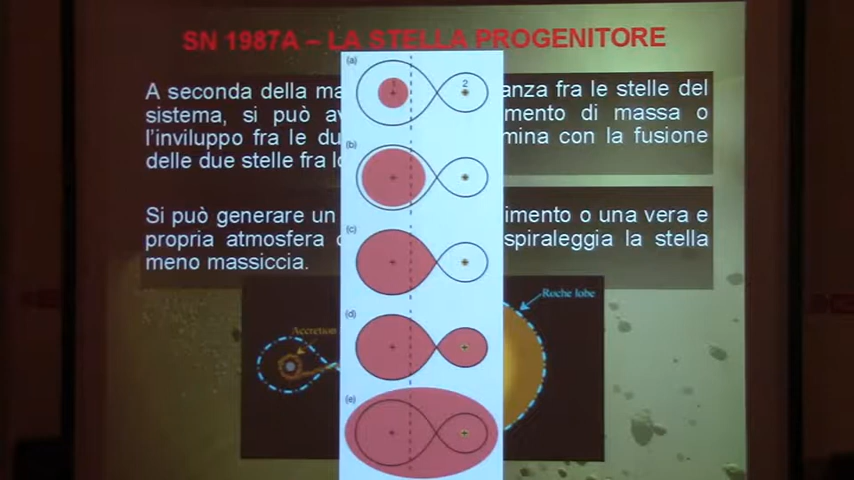 SN 1987A – LA STELLA PROGENITORE
A seconda della ma anza fra le stelle del
sistema, si può av mento di massa o
l'inviluppo fra le du mina con la fusione
delle due stelle fra lo
Si può generare un imento o una vera e
propria atmosfera spiraleggia la stella
meno massiccia.
(a)
1 2
(b)
(c)
(d)
(e)
Accretion
Roche lobe